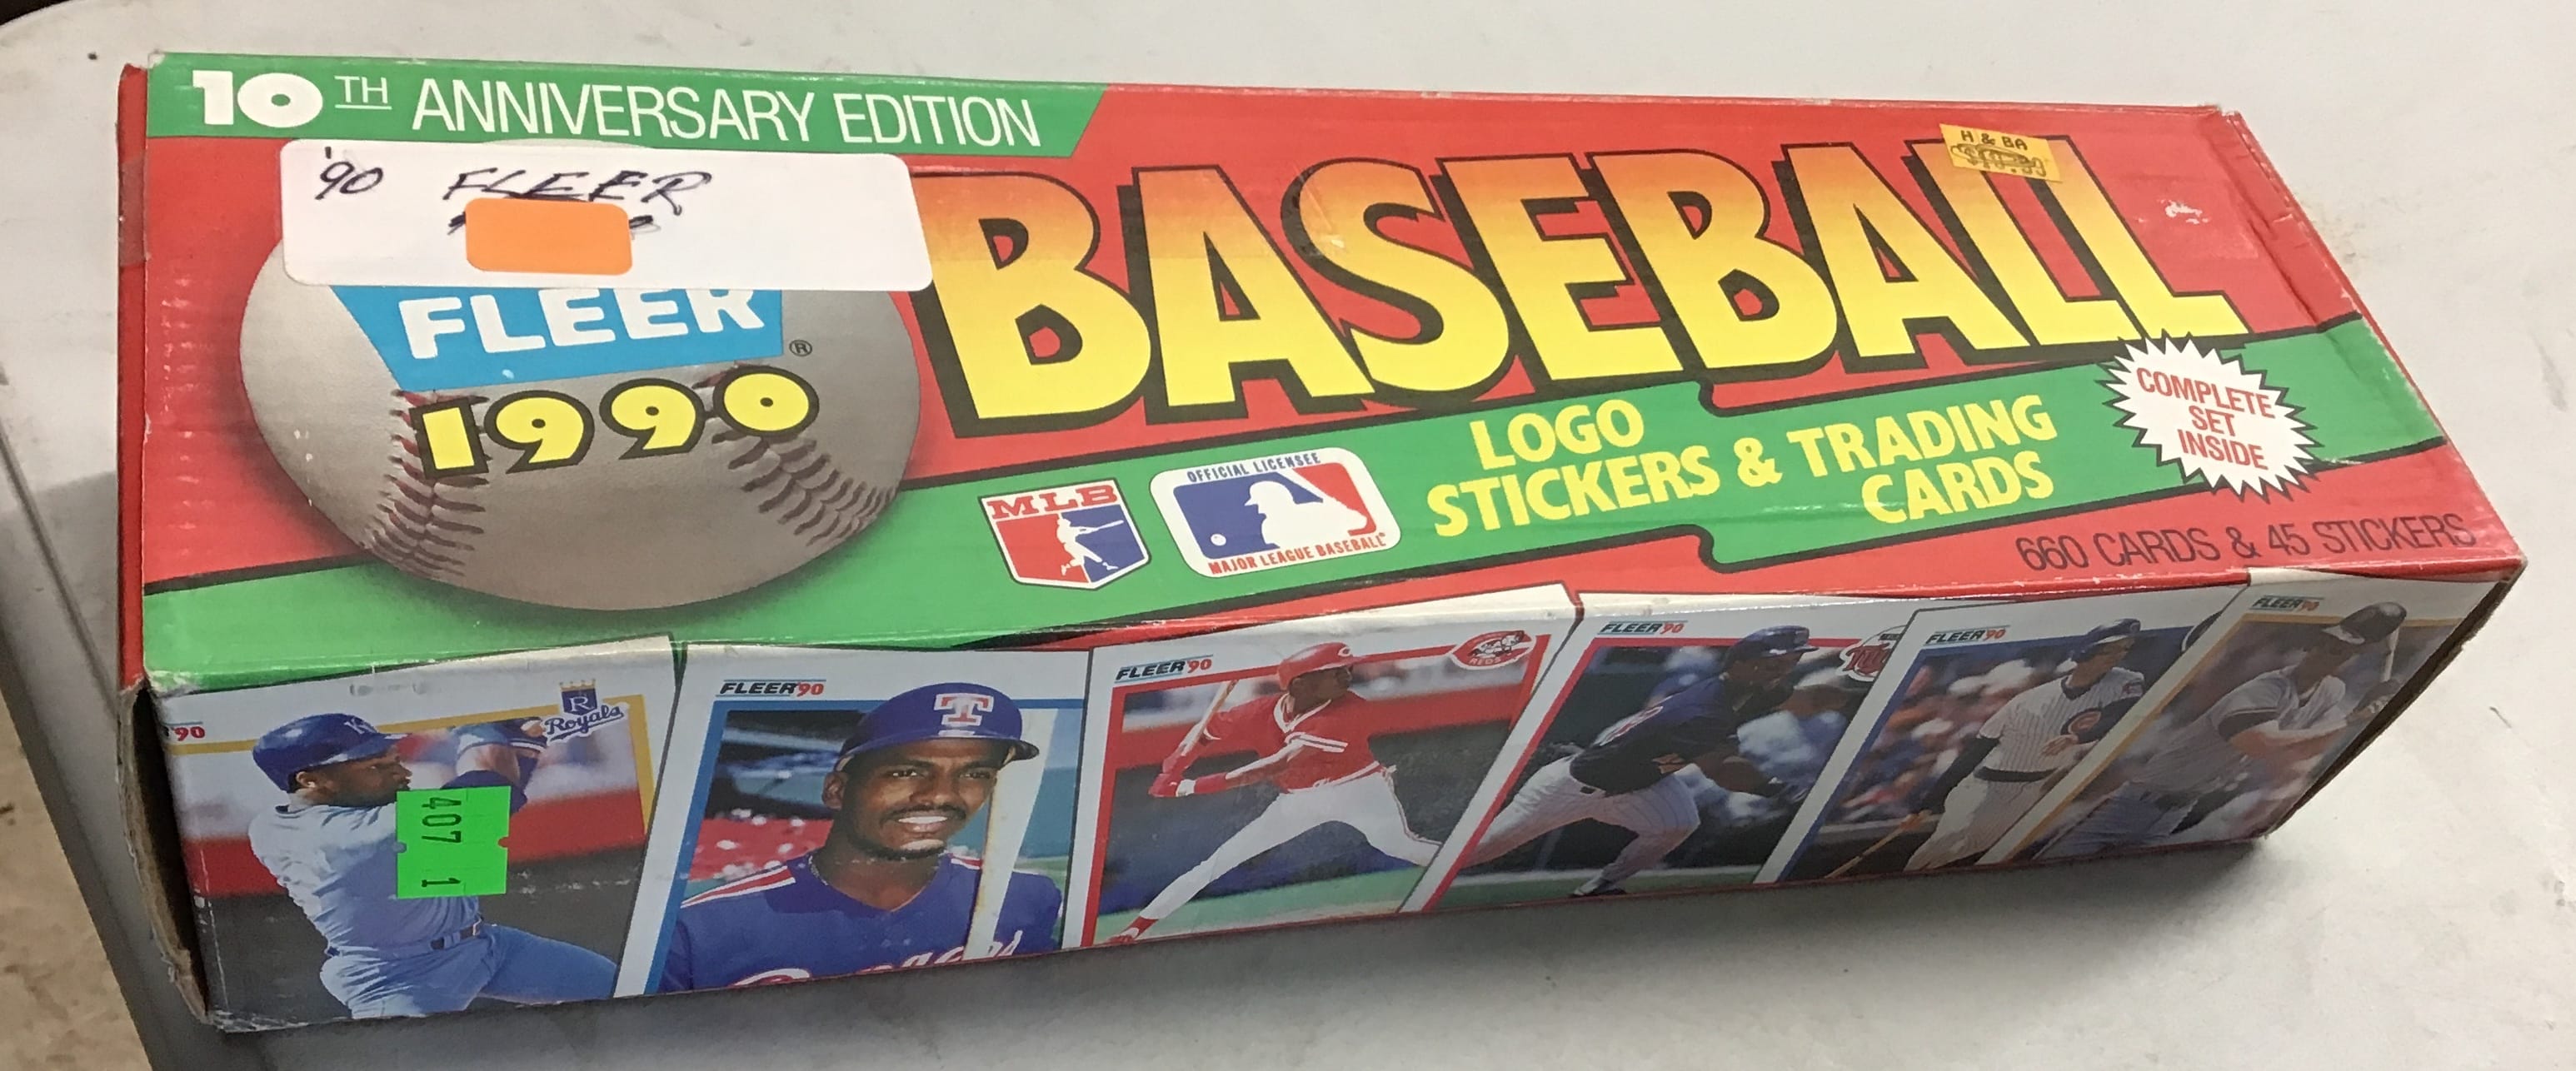 10TH ANNIVERSARY EDITION
'90 FLEER
FLEER®
1990
BASEBALL
H & BA
MLB
OFFICIAL LICENSEE
MAJOR LEAGUE BASEBALL
LOGO
STICKERS & TRADING
CARDS
COMPLETE
SET
INSIDE
660 CARDS & 45 STICKERS
'90
R
Royals
407 1
FLEER'90
T
FLEER'90
REDS
FLEER'90
FLEER'90
FLEER'90